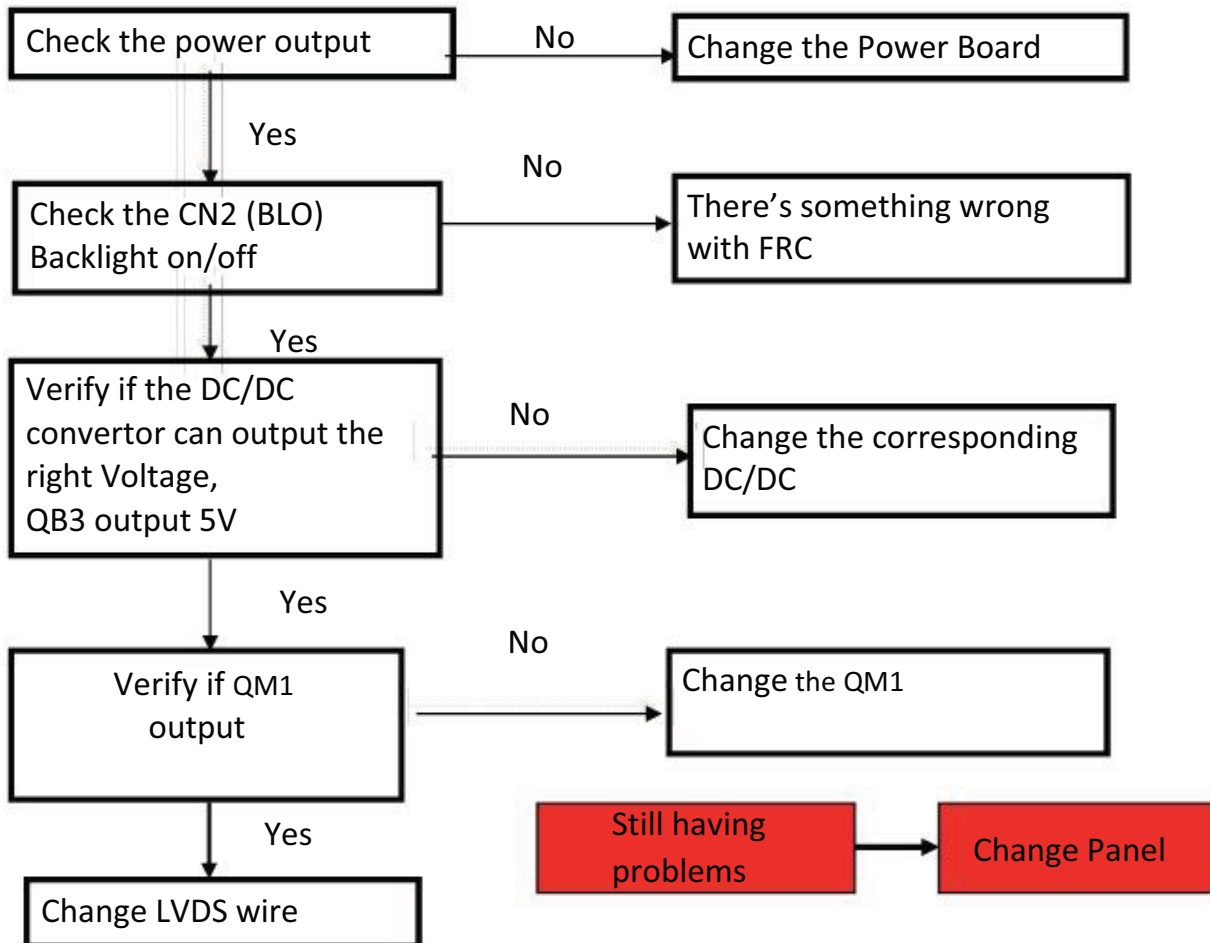 Check the power output
No
Change the Power Board
Yes
Check the CN2 (BLO)
Backlight on/off
No
There’s something wrong
with FRC
Yes
Verify if the DC/DC
convertor can output the
right Voltage,
QB3 output 5V
No
Change the corresponding
DC/DC
Yes
Verify if QM1
output
No
Change the QM1
Yes
Still having
problems
Change Panel
Change LVDS wire